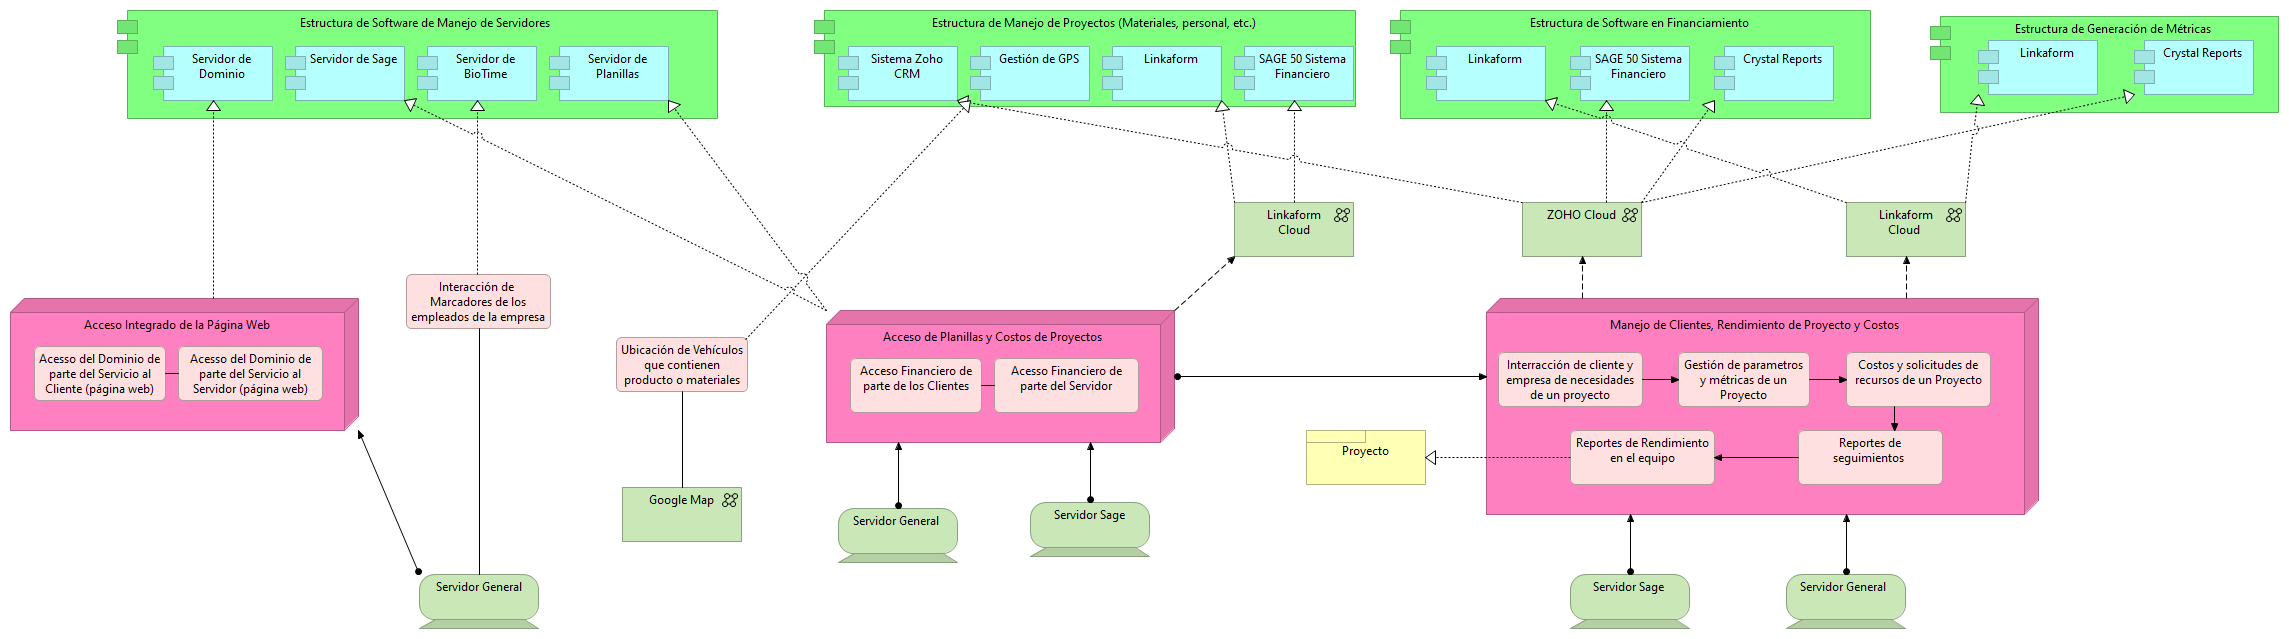 Estructura de Software de Manejo de Servidores
Servidor de
Dominio
Servidor de Sage
Servidor de
BioTime
Servidor de
Planillas
Estructura de Manejo de Proyectos (Materiales, personal, etc.)
Sistema Zoho
CRM
Gestión de GPS
Linkaform
SAGE 50 Sistema
Financiero
Estructura de Software en Financiamiento
Linkaform
SAGE 50 Sistema
Financiero
Crystal Reports
Estructura de Generación de Métricas
Linkaform
Crystal Reports
Linkaform
Cloud
ZOHO Cloud
Linkaform
Cloud
Interacción de
Marcadores de los
empleados de la empresa
Acceso Integrado de la Página Web
Acesso del Dominio de
parte del Servicio al
Cliente (página web)
Acesso del Dominio de
parte del Servicio al
Servidor (página web)
Ubicación de Vehículos
que contienen
producto o materiales
Acceso de Planillas y Costos de Proyectos
Acceso Financiero de
parte de los Clientes
Acesso Financiero de
parte del Servidor
Manejo de Clientes, Rendimiento de Proyecto y Costos
Interracción de cliente y
empresa de necesidades
de un proyecto
Gestión de parametros
y métricas de un
Proyecto
Costos y solicitudes de
recursos de un Proyecto
Proyecto
Reportes de Rendimiento
en el equipo
Reportes de
seguimientos
Google Map
Servidor General
Servidor Sage
Servidor General
Servidor Sage
Servidor General